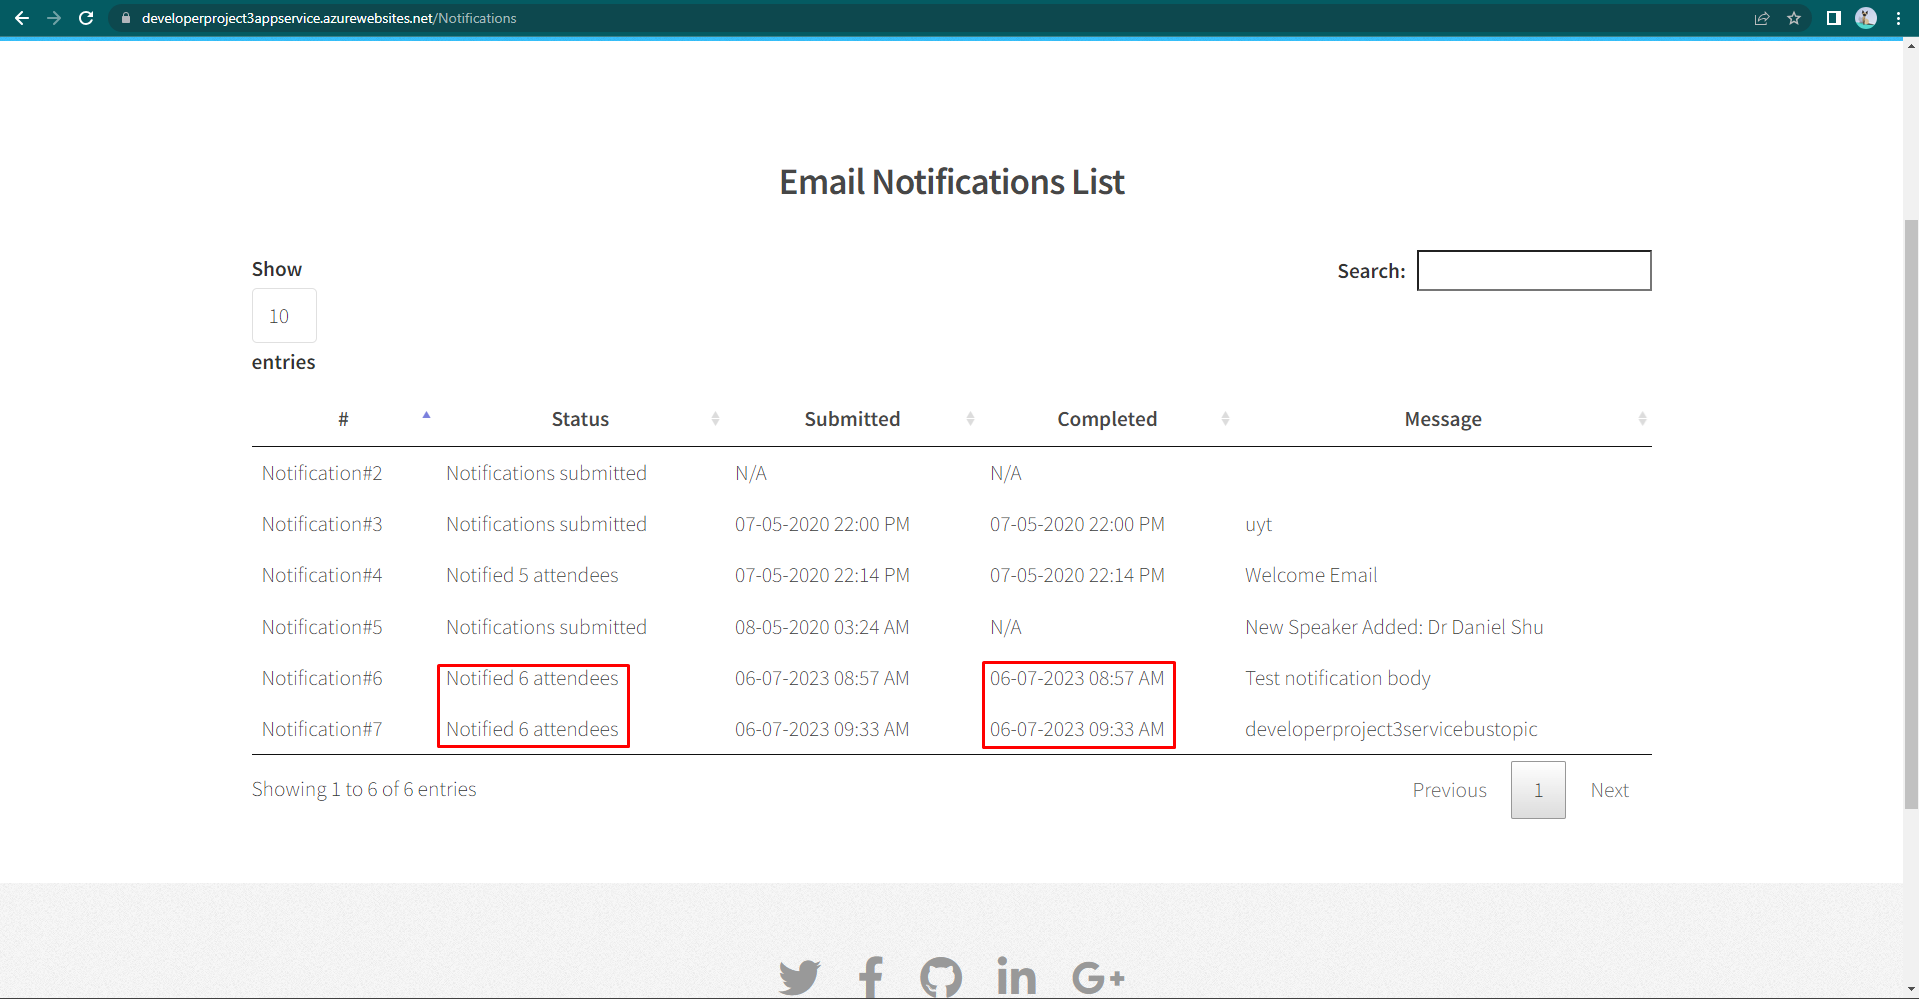 developerproject3appservice.azurewebsites.net/Notifications
Email Notifications List
Show
10
entries
Search:
# Status Submitted Completed Message
Notification#2 Notifications submitted N/A N/A
Notification#3 Notifications submitted 07-05-2020 22:00 PM 07-05-2020 22:00 PM uyt
Notification#4 Notified 5 attendees 07-05-2020 22:14 PM 07-05-2020 22:14 PM Welcome Email
Notification#5 Notifications submitted 08-05-2020 03:24 AM N/A New Speaker Added: Dr Daniel Shu
Notification#6 Notified 6 attendees 06-07-2023 08:57 AM 06-07-2023 08:57 AM Test notification body
Notification#7 Notified 6 attendees 06-07-2023 09:33 AM 06-07-2023 09:33 AM developerproject3servicebustopic
Showing 1 to 6 of 6 entries
Previous 1 Next